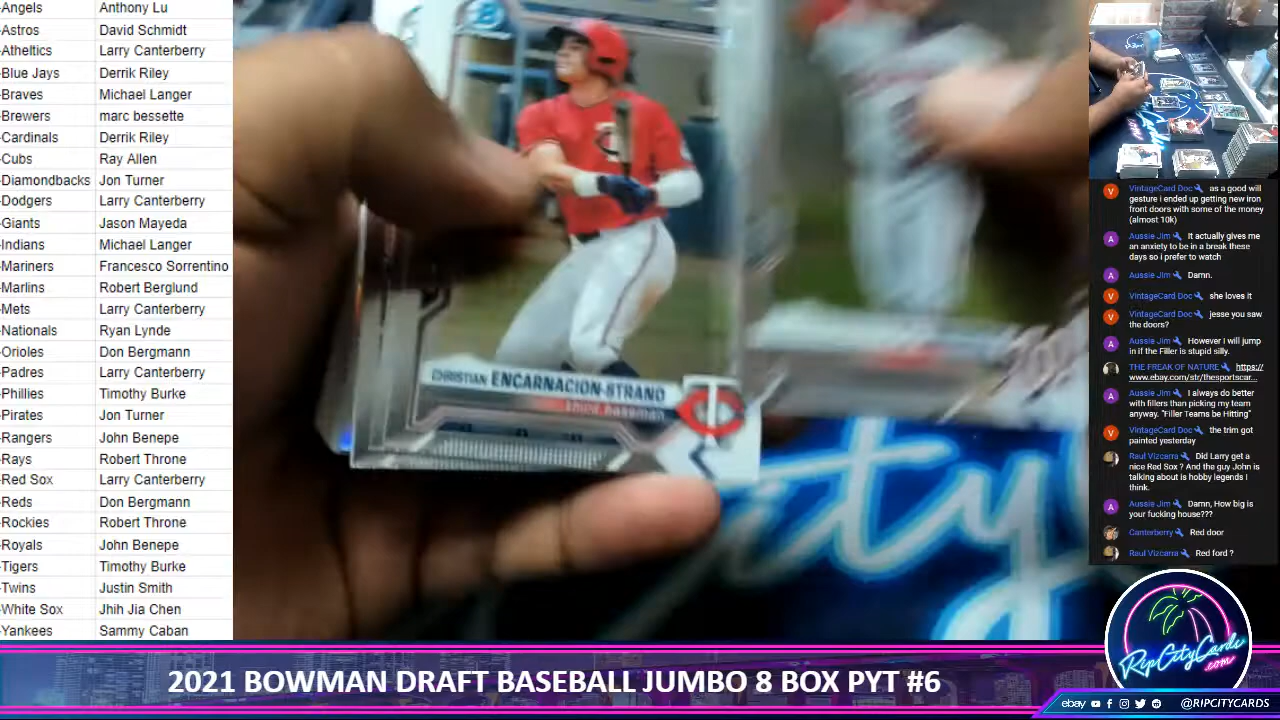 -Angels Anthony Lu
-Astros David Schmidt
-Atheltics Larry Canterberry
-Blue Jays Derrik Riley
-Braves Michael Langer
-Brewers marc bessette
-Cardinals Derrik Riley
-Cubs Ray Allen
-Diamondbacks Jon Turner
-Dodgers Larry Canterberry
-Giants Jason Mayeda
-Indians Michael Langer
-Mariners Francesco Sorrentino
-Marlins Robert Berglund
-Mets Larry Canterberry
-Nationals Ryan Lynde
-Orioles Don Bergmann
-Padres Larry Canterberry
-Phillies Timothy Burke
-Pirates Jon Turner
-Rangers John Benepe
-Rays Robert Throne
-Red Sox Larry Canterberry
-Reds Don Bergmann
-Rockies Robert Throne
-Royals John Benepe
-Tigers Timothy Burke
-Twins Justin Smith
-White Sox Jhih Jia Chen
-Yankees Sammy Caban
CHRISTIAN ENCARNACION-STRAND
THIRD BASEMAN
ty
V VintageCard Doc as a good will
gesture i ended up getting new iron
front doors with some of the money
(almost 10k)
A Aussie Jim It actually gives me
an anxiety to be in a break these
days so i prefer to watch
A Aussie Jim Damn.
V VintageCard Doc she loves it
V VintageCard Doc jesse you saw
the doors?
A Aussie Jim However I will jump
in if the Filler is stupid silly.
THE FREAK OF NATURE https://
www.ebay.com/str/thesportscar...
A Aussie Jim I always do better
with fillers than picking my team
anyway. "Filler Teams be Hitting"
V VintageCard Doc the trim got
painted yesterday
Raul Vizcarra Did Larry get a
nice Red Sox ? And the guy John is
talking about is hobby legends I
think.
A Aussie Jim Damn, How big is
your fucking house???
Canterberry Red door
Raul Vizcarra Red ford ?
RipCityCards
.com
2021 BOWMAN DRAFT BASEBALL JUMBO 8 BOX PYT #6
ebay @RIPCITYCARDS